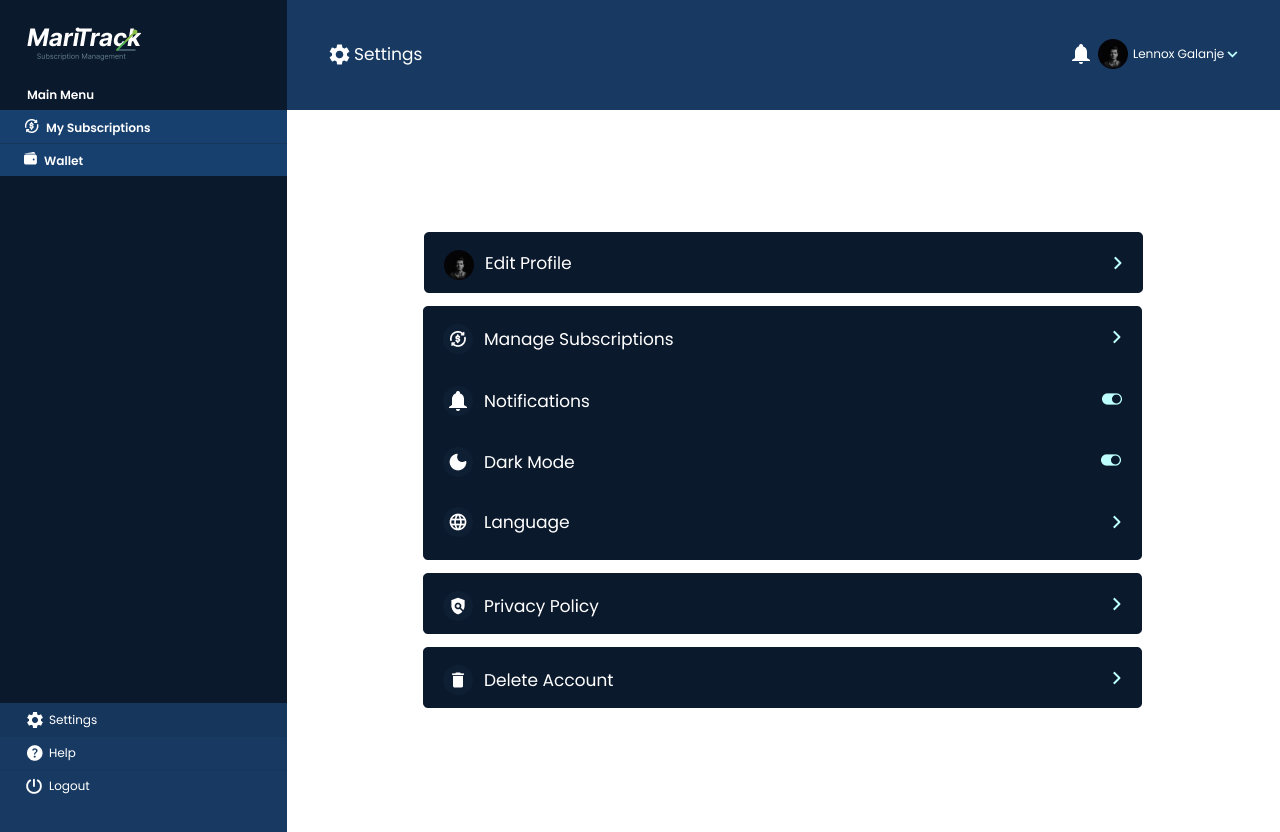 MariTrack
Subscription Management
Main Menu
My Subscriptions
Wallet
Settings
Help
Logout
Settings
Lennox Galanje
Edit Profile
Manage Subscriptions
Notifications
Dark Mode
Language
Privacy Policy
Delete Account